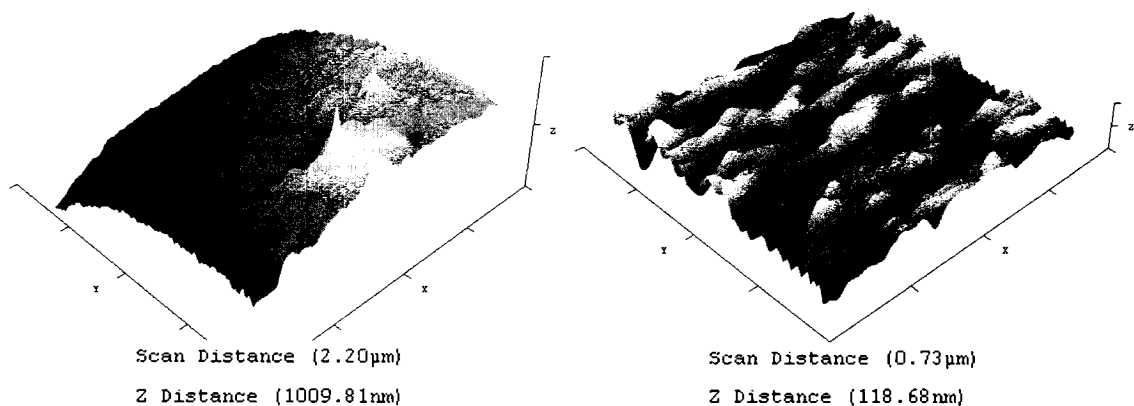 Z
Y
X
Scan Distance (2.20µm)
Z Distance (1009.81nm)
Z
Y
X
Scan Distance (0.73µm)
Z Distance (118.68nm)